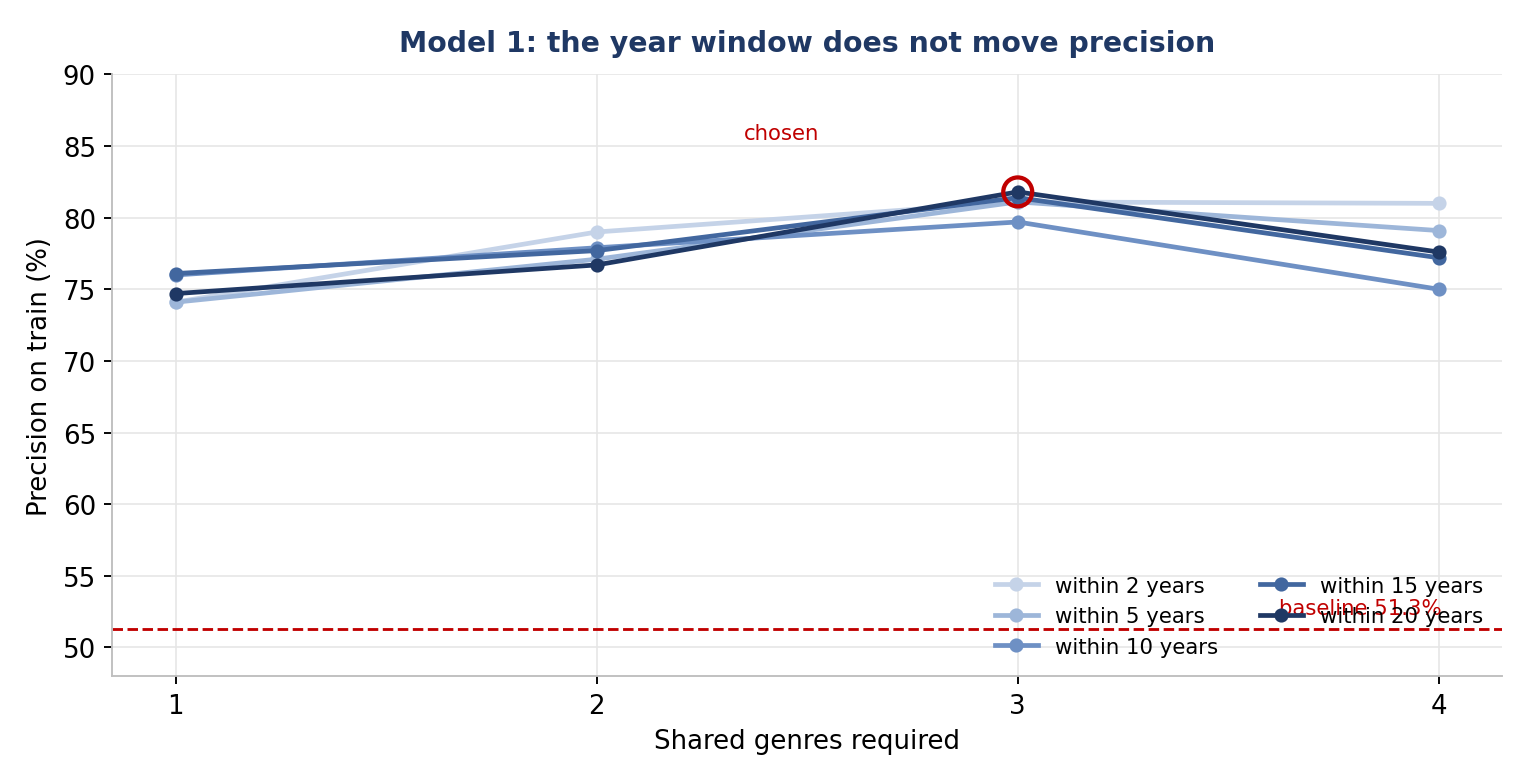 Model 1: the year window does not move precision
90
85
80
75
70
65
60
55
50
Precision on train (%)
chosen
within 2 years
within 5 years
within 10 years
within 15 years
within 20 years
baseline 51.3%
1
2
3
4
Shared genres required